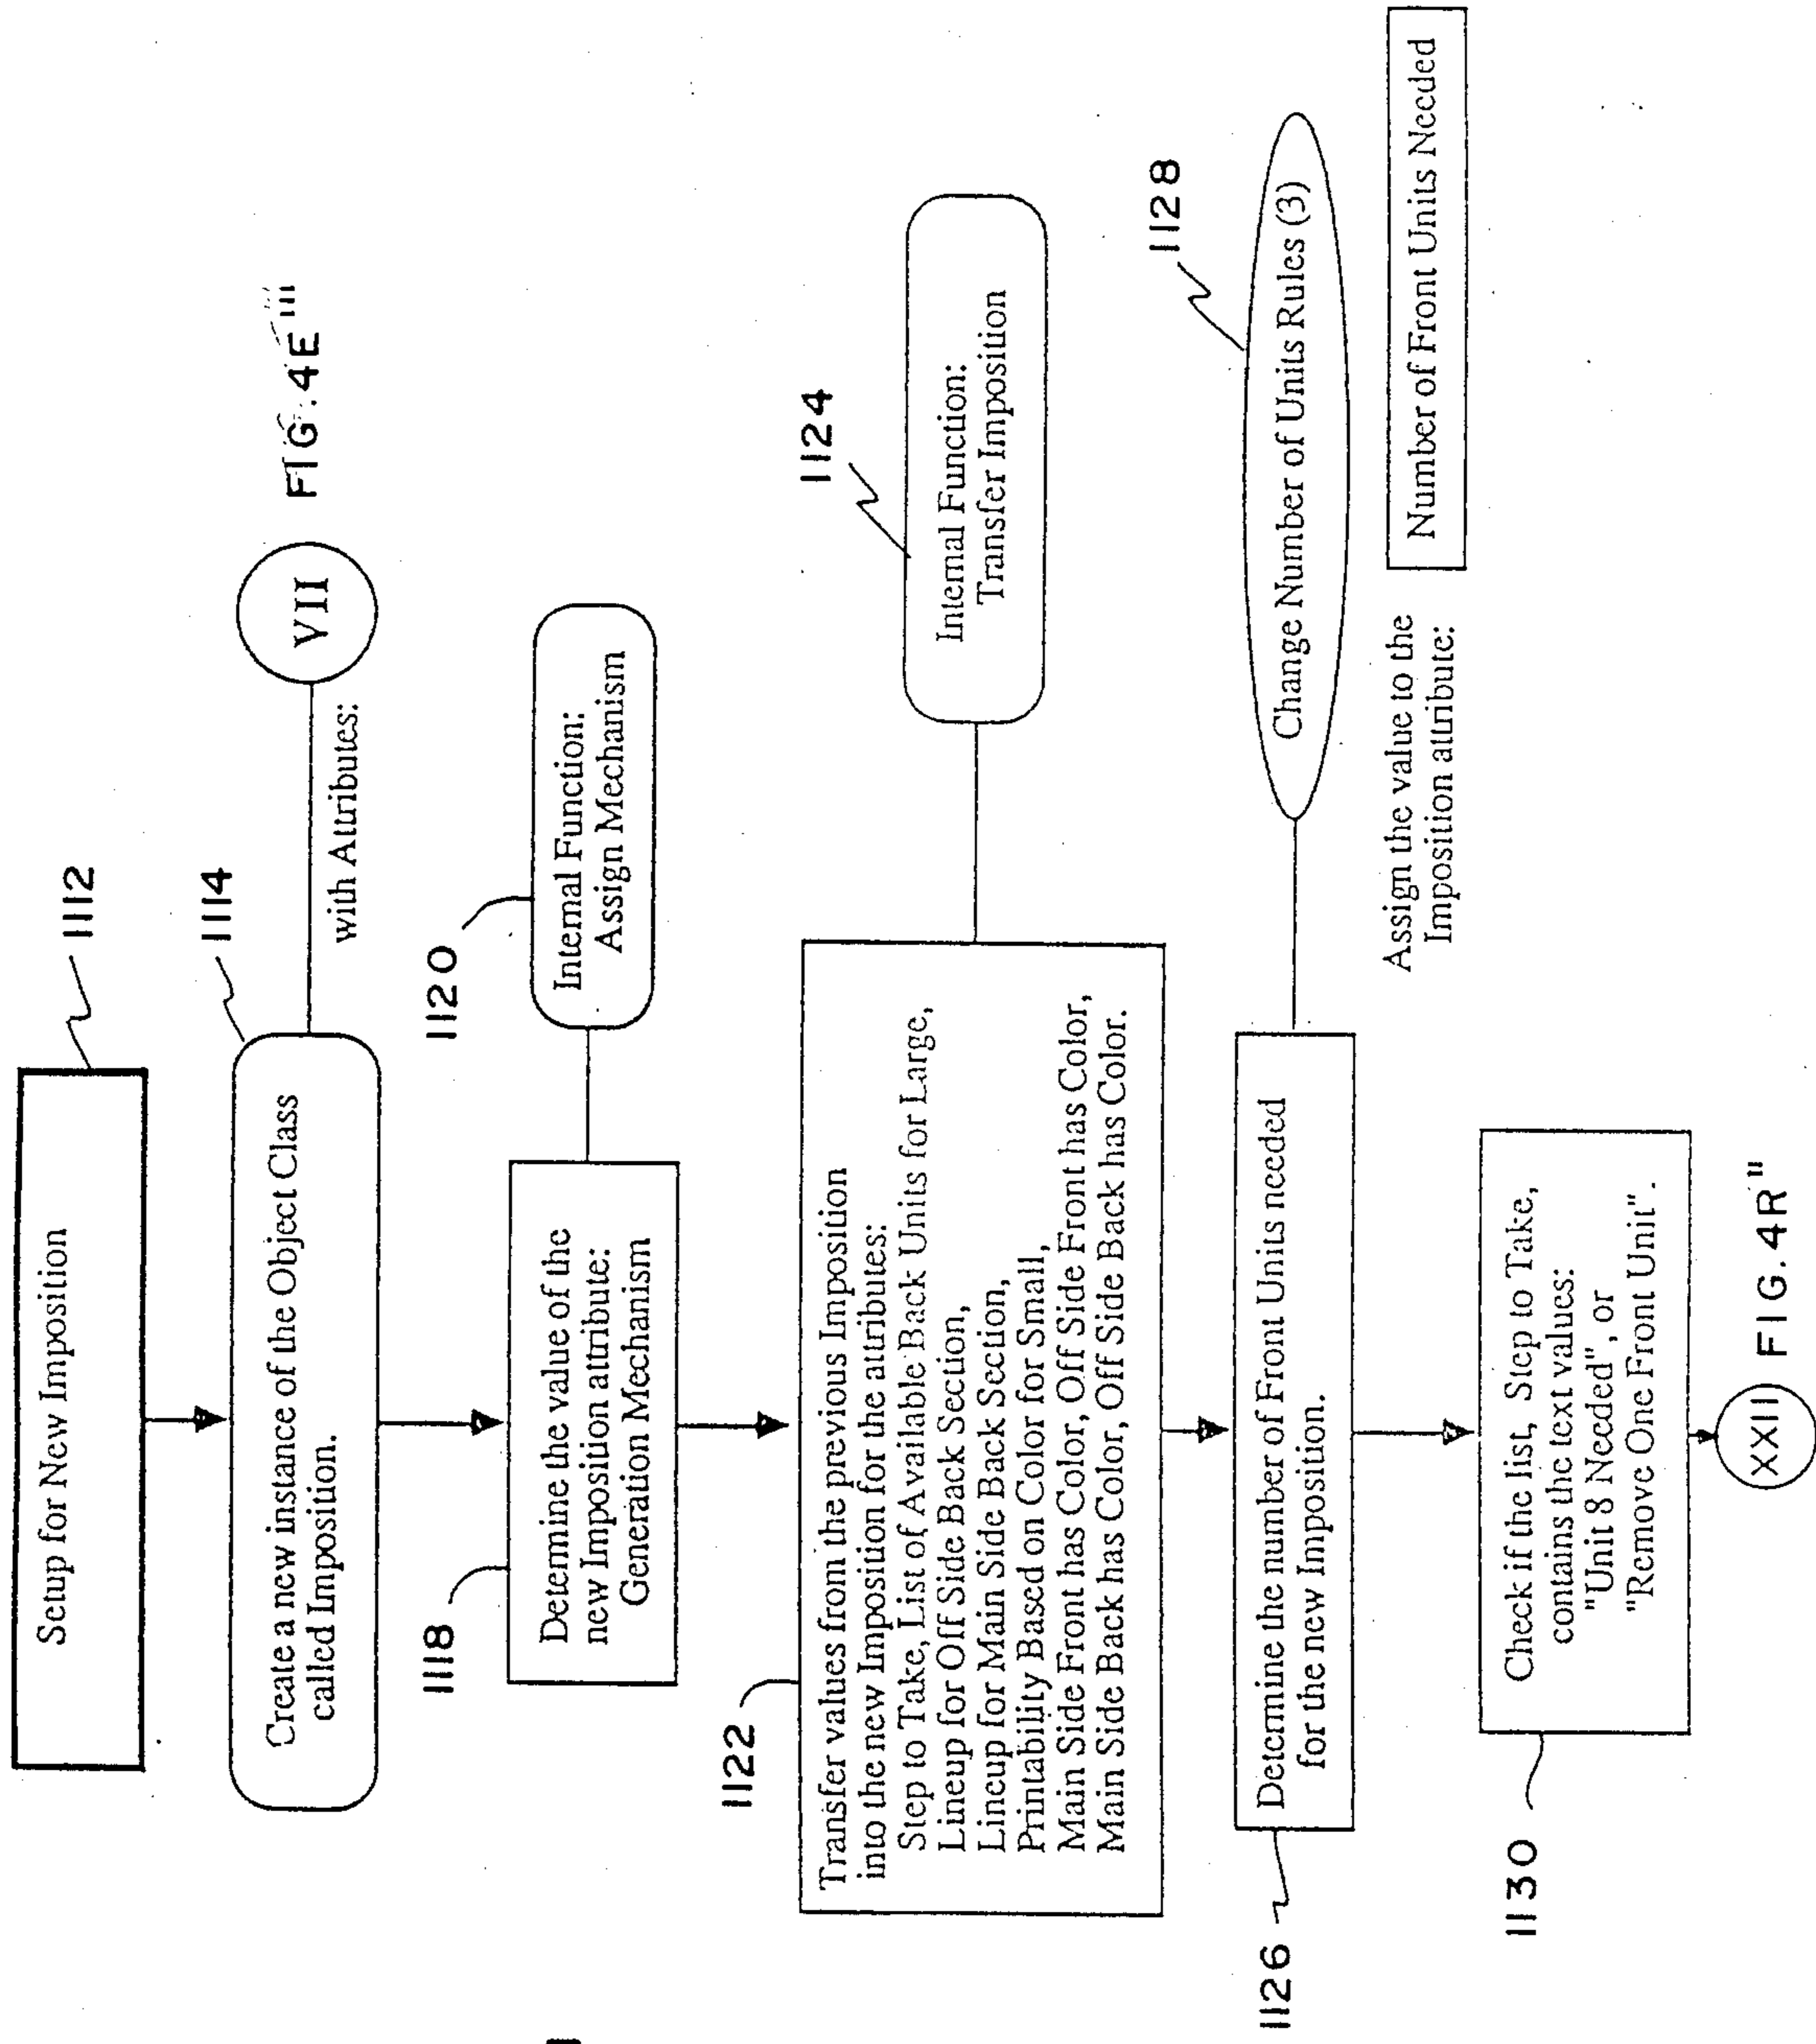 Setup for New Imposition
1112
Create a new instance of the Object Class
called Imposition.
1114
with Attributes:
VII
FIG. 4E'''
1118
Determine the value of the
new Imposition attribute:
Generation Mechanism
1120
Internal Function:
Assign Mechanism
1122
Transfer values from the previous Imposition
into the new Imposition for the attributes:
Step to Take, List of Available Back Units for Large,
Lineup for Off Side Back Section,
Lineup for Main Side Back Section,
Printability Based on Color for Small,
Main Side Front has Color, Off Side Front has Color,
Main Side Back has Color, Off Side Back has Color.
1124
Internal Function:
Transfer Imposition
1126
Determine the number of Front Units needed
for the new Imposition.
1128
Change Number of Units Rules (3)
Assign the value to the
Imposition attribute:
Number of Front Units Needed
1130
Check if the list, Step to Take,
contains the text values:
"Unit 8 Needed", or
"Remove One Front Unit".
XXII
FIG. 4R"